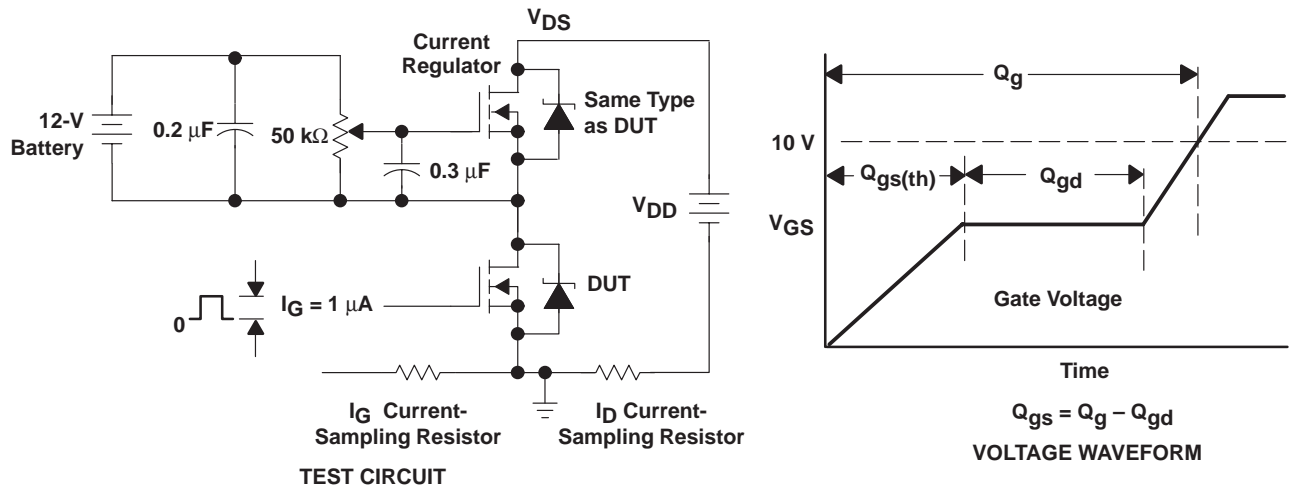 VDS
Current
Regulator
Same Type
as DUT
12-V
Battery
0.2 μF
50 kΩ
0.3 μF
VDD
DUT
0
IG = 1 μA
IG Current-
Sampling Resistor
ID Current-
Sampling Resistor
TEST CIRCUIT
Qg
10 V
Qgs(th)
Qgd
VGS
Gate Voltage
Time
Qgs = Qg – Qgd
VOLTAGE WAVEFORM